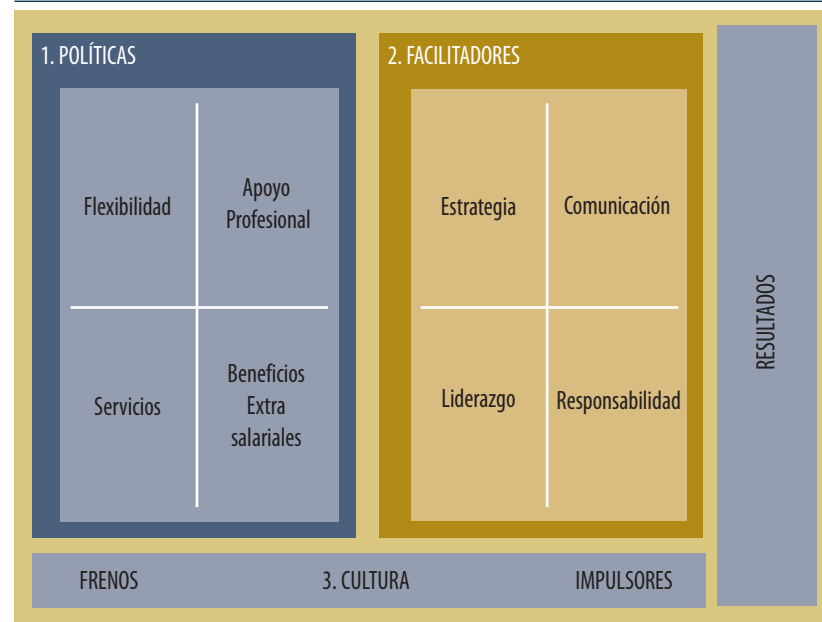 1. POLÍTICAS
Flexibilidad
Apoyo
Profesional
Servicios
Beneficios
Extra
salariales
2. FACILITADORES
Estrategia
Comunicación
Liderazgo
Responsabilidad
FRENOS
3. CULTURA
IMPULSORES
RESULTADOS